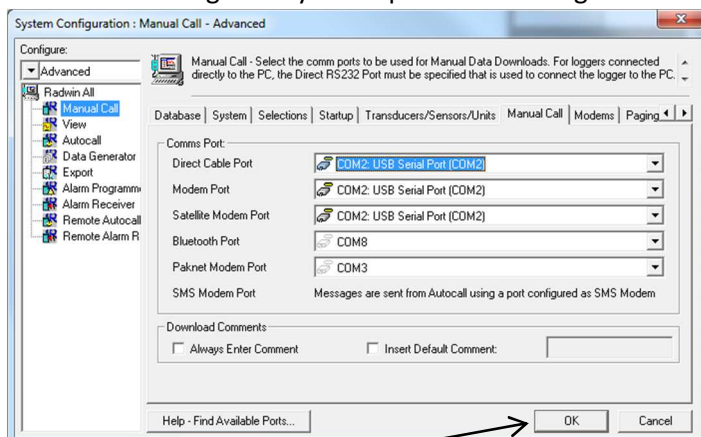 System Configuration : Manual Call - Advanced
Configure:
Advanced
Manual Call - Select the comm ports to be used for Manual Data Downloads. For loggers connected
directly to the PC, the Direct RS232 Port must be specified that is used to connect the logger to the PC.
Radwin All
Manual Call
View
Autocall
Data Generator
Export
Alarm Programm
Alarm Receiver
Remote Autocall
Remote Alarm R
Database System Selections Startup Transducers/Sensors/Units Manual Call Modems Paging
Comms Port:
Direct Cable Port COM2: USB Serial Port (COM2)
Modem Port COM2: USB Serial Port (COM2)
Satellite Modem Port COM2: USB Serial Port (COM2)
Bluetooth Port COM8
Paknet Modem Port COM3
SMS Modem Port Messages are sent from Autocall using a port configured as SMS Modem
Download Comments
Always Enter Comment Insert Default Comment:
Help - Find Available Ports... OK Cancel